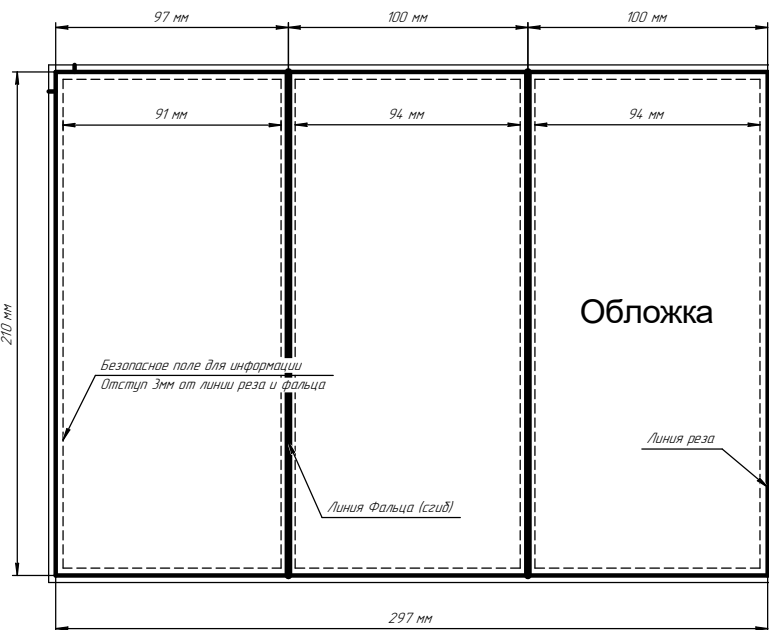 97 мм
100 мм
100 мм
91 мм
94 мм
94 мм
210 мм
Обложка
Безопасное поле для информации
Отступ 3мм от линии реза и фальца
Линия реза
Линия Фальца (сгиб)
297 мм